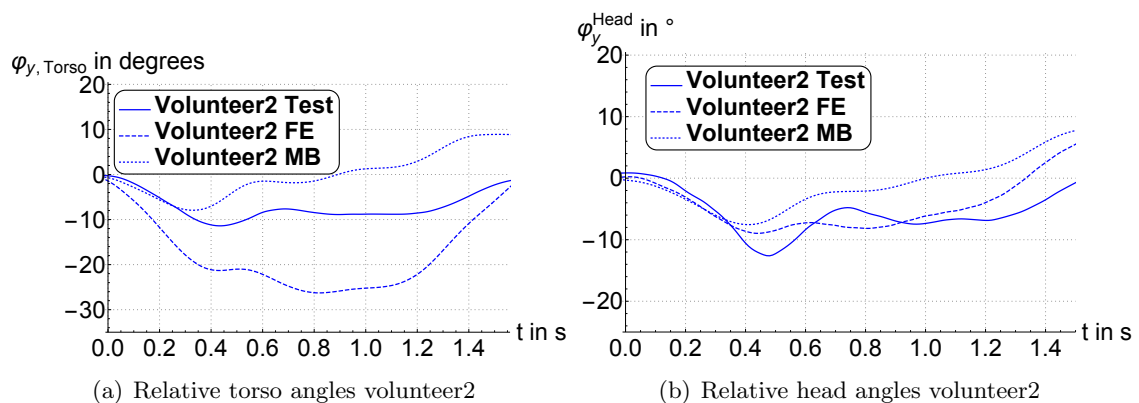 φy, Torso in degrees
20
10
0
−10
−20
−30
Volunteer2 Test
Volunteer2 FE
Volunteer2 MB
0.0 0.2 0.4 0.6 0.8 1.0 1.2 1.4
t in s
(a) Relative torso angles volunteer2
φyHead in °
20
10
0
−10
−20
Volunteer2 Test
Volunteer2 FE
Volunteer2 MB
0.0 0.2 0.4 0.6 0.8 1.0 1.2 1.4
t in s
(b) Relative head angles volunteer2